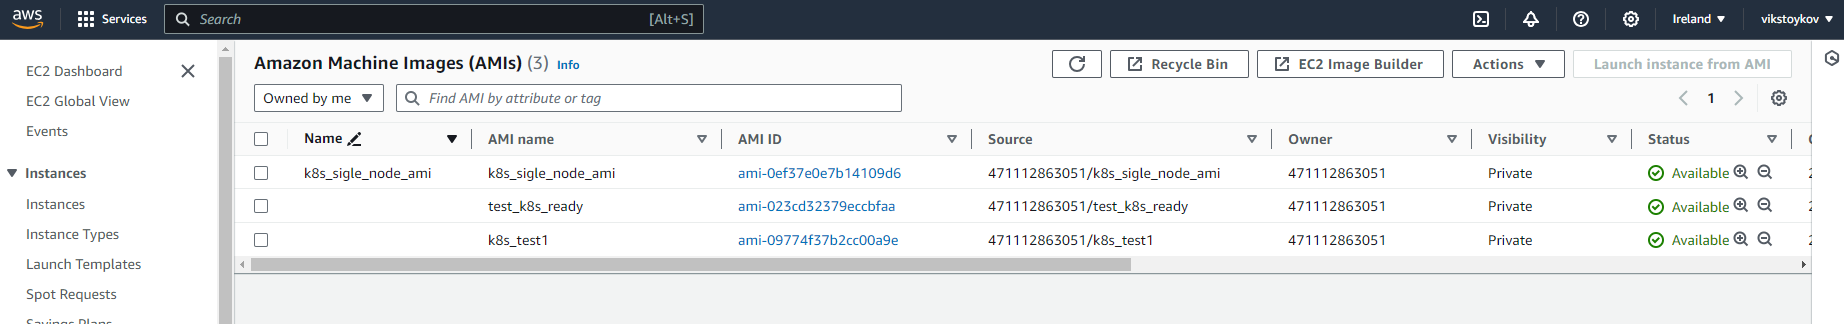 aws Services Search [Alt+S] Ireland vikstoykov
EC2 Dashboard
EC2 Global View
Events
Instances
Instances
Instance Types
Launch Templates
Spot Requests
Savings Plans
Amazon Machine Images (AMIs) (3) Info Recycle Bin EC2 Image Builder Actions Launch instance from AMI
Owned by me Find AMI by attribute or tag 1
Name AMI name AMI ID Source Owner Visibility Status
k8s_sigle_node_ami k8s_sigle_node_ami ami-0ef37e0e7b14109d6 471112863051/k8s_sigle_node_ami 471112863051 Private Available
test_k8s_ready ami-023cd32379eccbfaa 471112863051/test_k8s_ready 471112863051 Private Available
k8s_test1 ami-09774f37b2cc00a9e 471112863051/k8s_test1 471112863051 Private Available